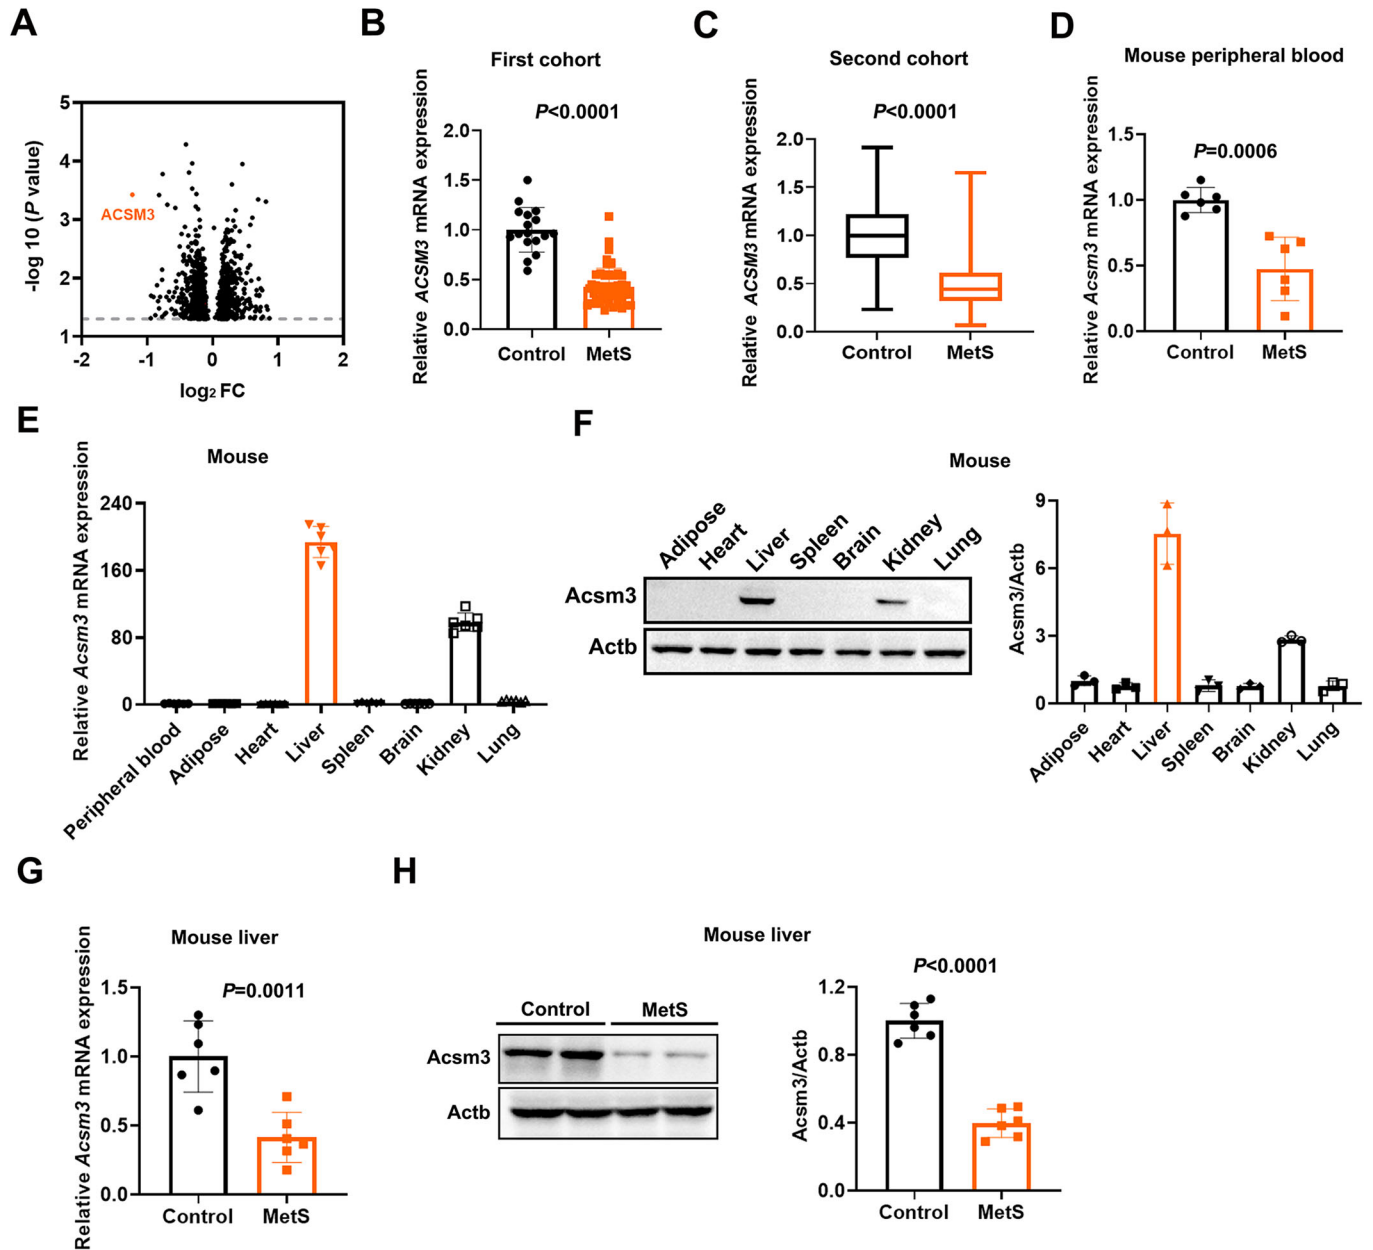 A
-log 10 (P value)
5
4
3
2
1
ACSM3
-2 -1 0 1 2
log2 FC
B
First cohort
P<0.0001
Relative ACSM3 mRNA expression
2.0
1.5
1.0
0.5
0.0
Control MetS
C
Second cohort
P<0.0001
Relative ACSM3 mRNA expression
2.0
1.5
1.0
0.5
0.0
Control MetS
D
Mouse peripheral blood
P=0.0006
Relative Acsm3 mRNA expression
1.5
1.0
0.5
0.0
Control MetS
E
Mouse
Relative Acsm3 mRNA expression
240
160
80
0
Peripheral blood
Adipose
Heart
Liver
Spleen
Brain
Kidney
Lung
F
Mouse
Adipose
Heart
Liver
Spleen
Brain
Kidney
Lung
Acsm3
Actb
Acsm3/Actb
9
6
3
0
Adipose
Heart
Liver
Spleen
Brain
Kidney
Lung
G
Mouse liver
P=0.0011
Relative Acsm3 mRNA expression
1.5
1.0
0.5
0.0
Control MetS
H
Mouse liver
Control MetS
Acsm3
Actb
P<0.0001
Acsm3/Actb
1.2
0.8
0.4
0.0
Control MetS